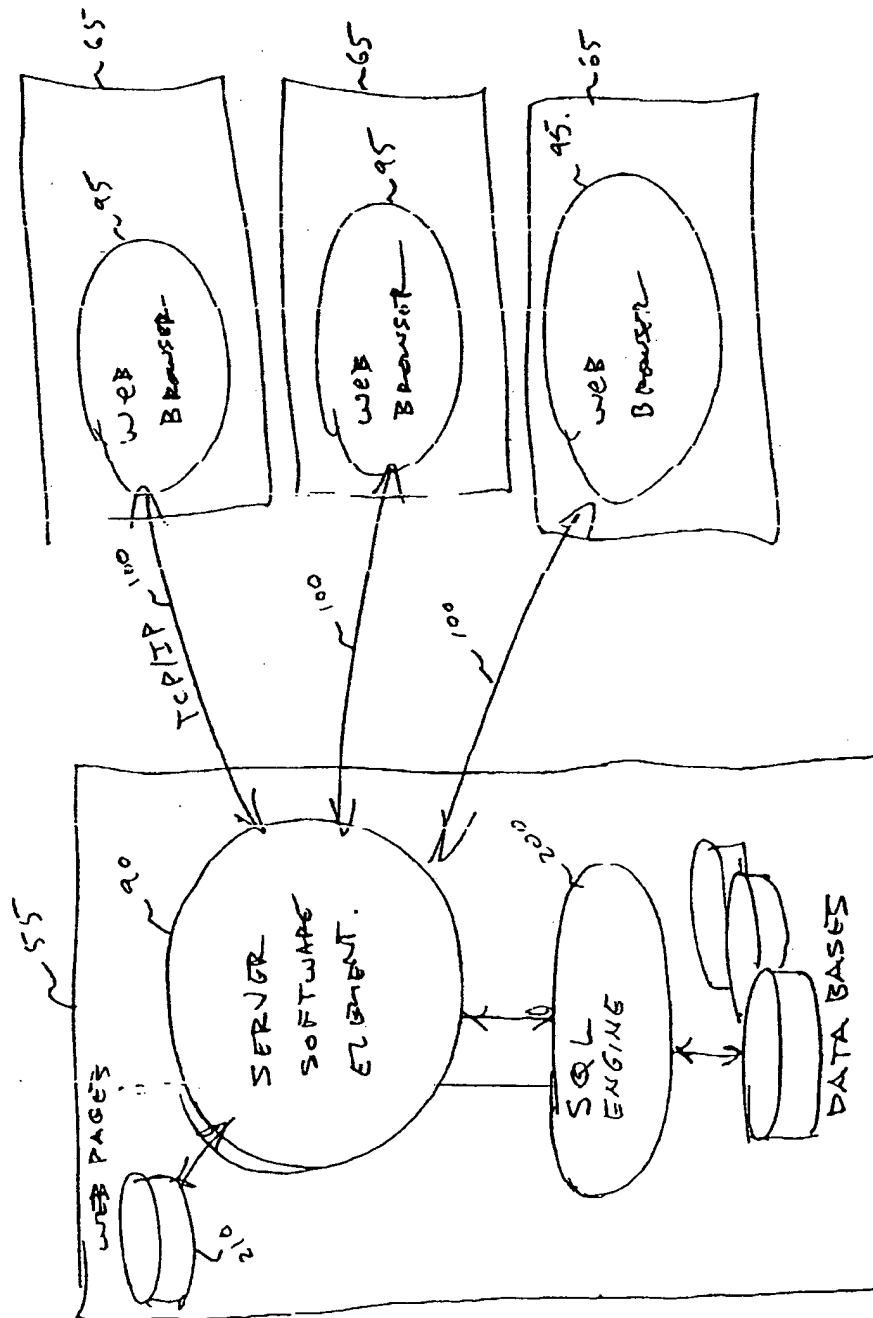 55
WEB PAGES
210
90
SERVER
SOFTWARE
ELEMENT.
200
SQL
ENGINE
DATA BASES
TCP/IP
100
100
100
WEB
BROWSER
95
65
WEB
BROWSER
95
65
WEB
BROWSER
95.
65